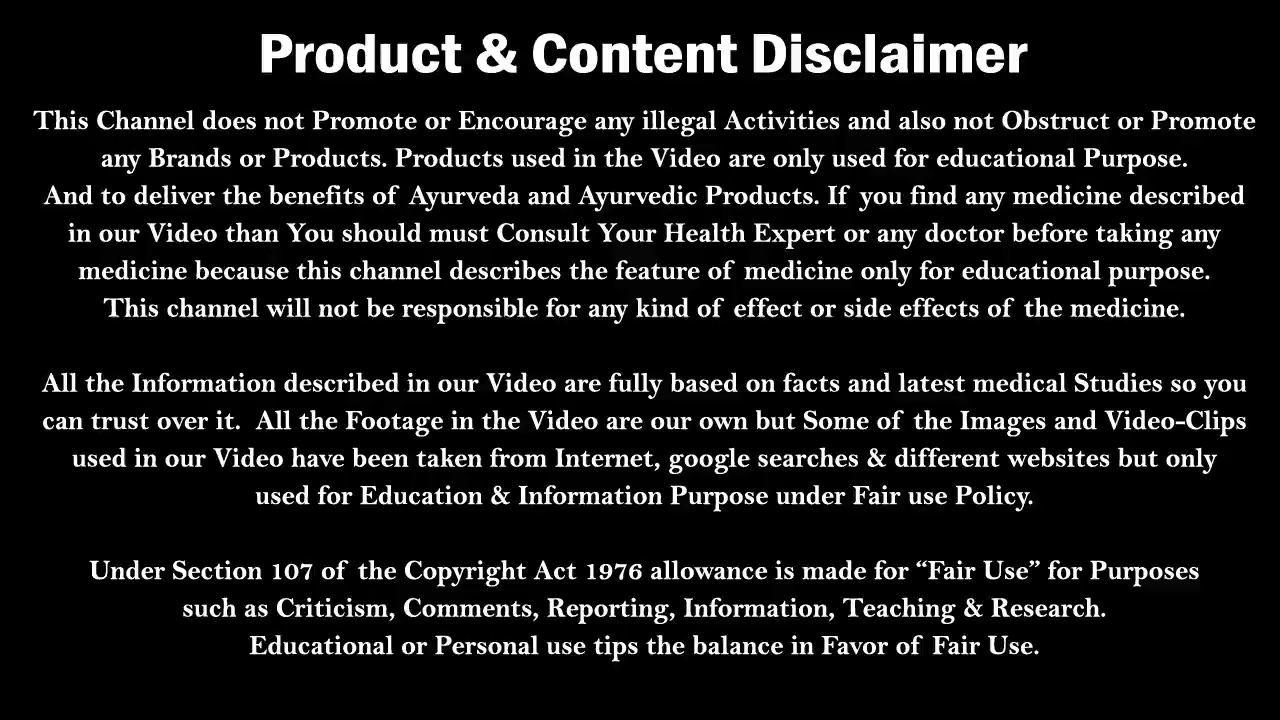 Product & Content Disclaimer
This Channel does not Promote or Encourage any illegal Activities and also not Obstruct or Promote
any Brands or Products. Products used in the Video are only used for educational Purpose.
And to deliver the benefits of Ayurveda and Ayurvedic Products. If you find any medicine described
in our Video than You should must Consult Your Health Expert or any doctor before taking any
medicine because this channel describes the feature of medicine only for educational purpose.
This channel will not be responsible for any kind of effect or side effects of the medicine.
All the Information described in our Video are fully based on facts and latest medical Studies so you
can trust over it. All the Footage in the Video are our own but Some of the Images and Video-Clips
used in our Video have been taken from Internet, google searches & different websites but only
used for Education & Information Purpose under Fair use Policy.
Under Section 107 of the Copyright Act 1976 allowance is made for “Fair Use” for Purposes
such as Criticism, Comments, Reporting, Information, Teaching & Research.
Educational or Personal use tips the balance in Favor of Fair Use.